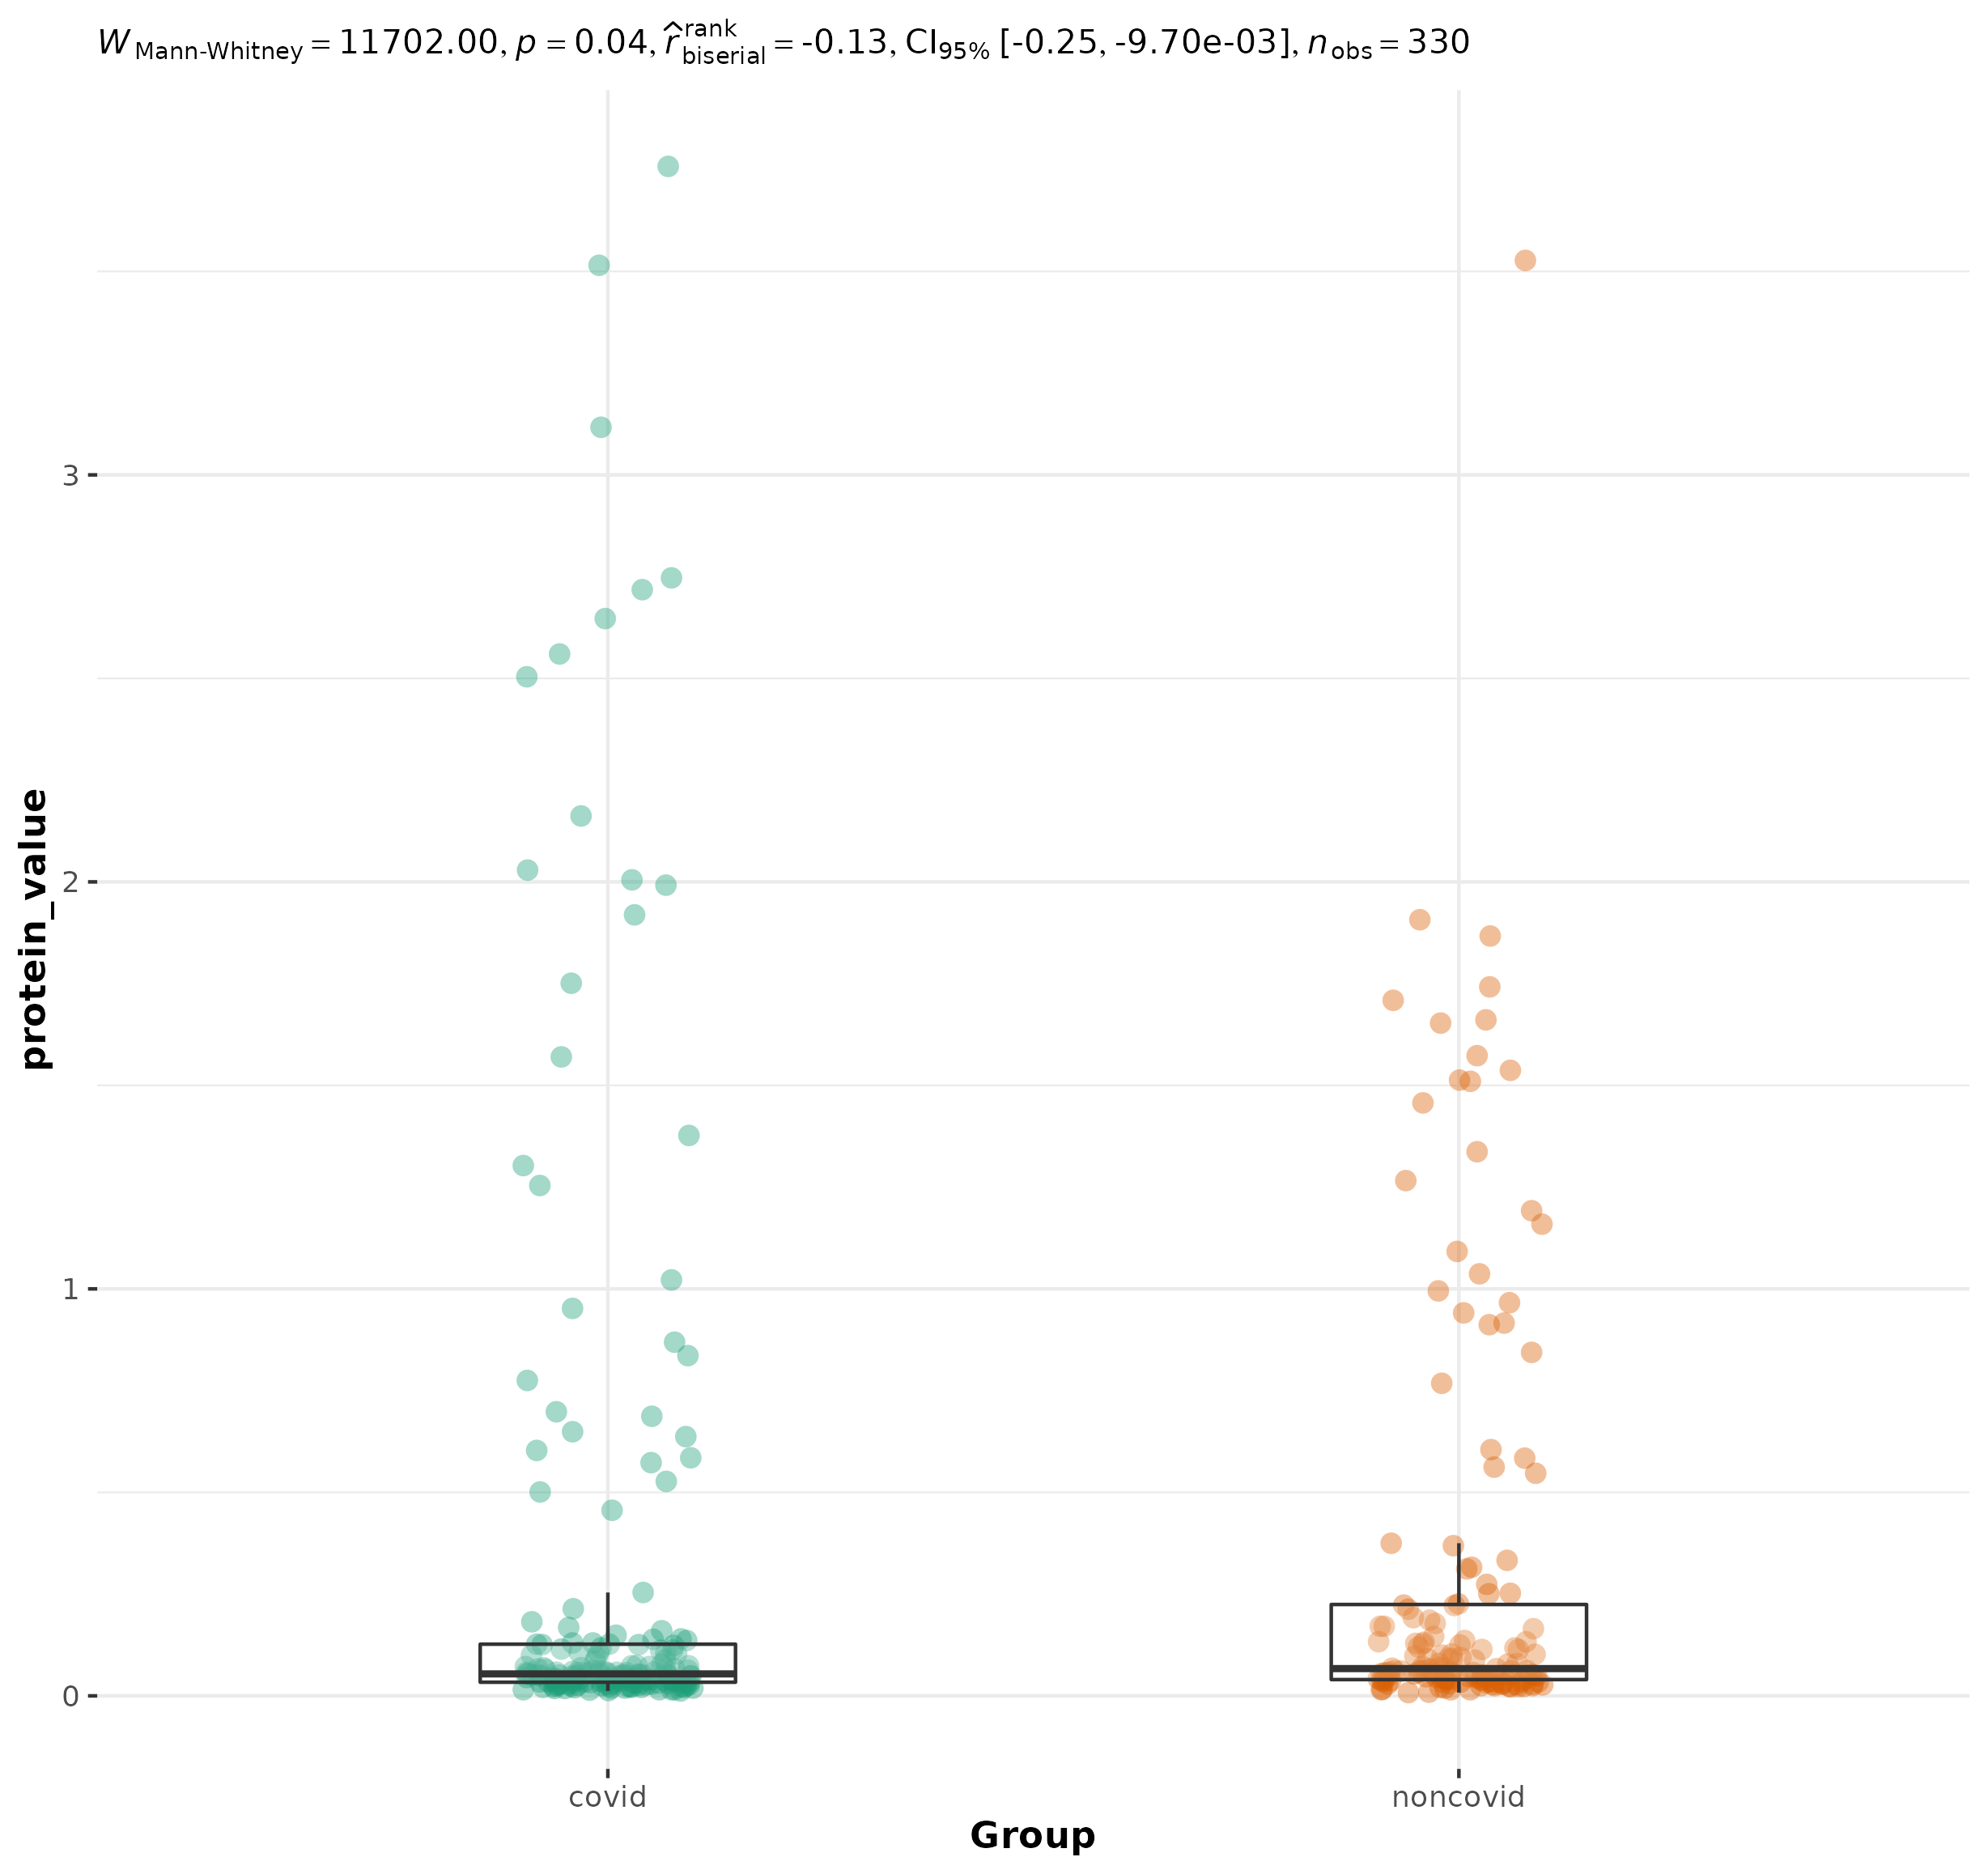 W Mann-Whitney = 11702.00, p = 0.04, r̂ rank biserial = -0.13, CI95% [-0.25, -9.70e-03], nobs = 330
3
2
1
0
protein_value
covid noncovid
Group